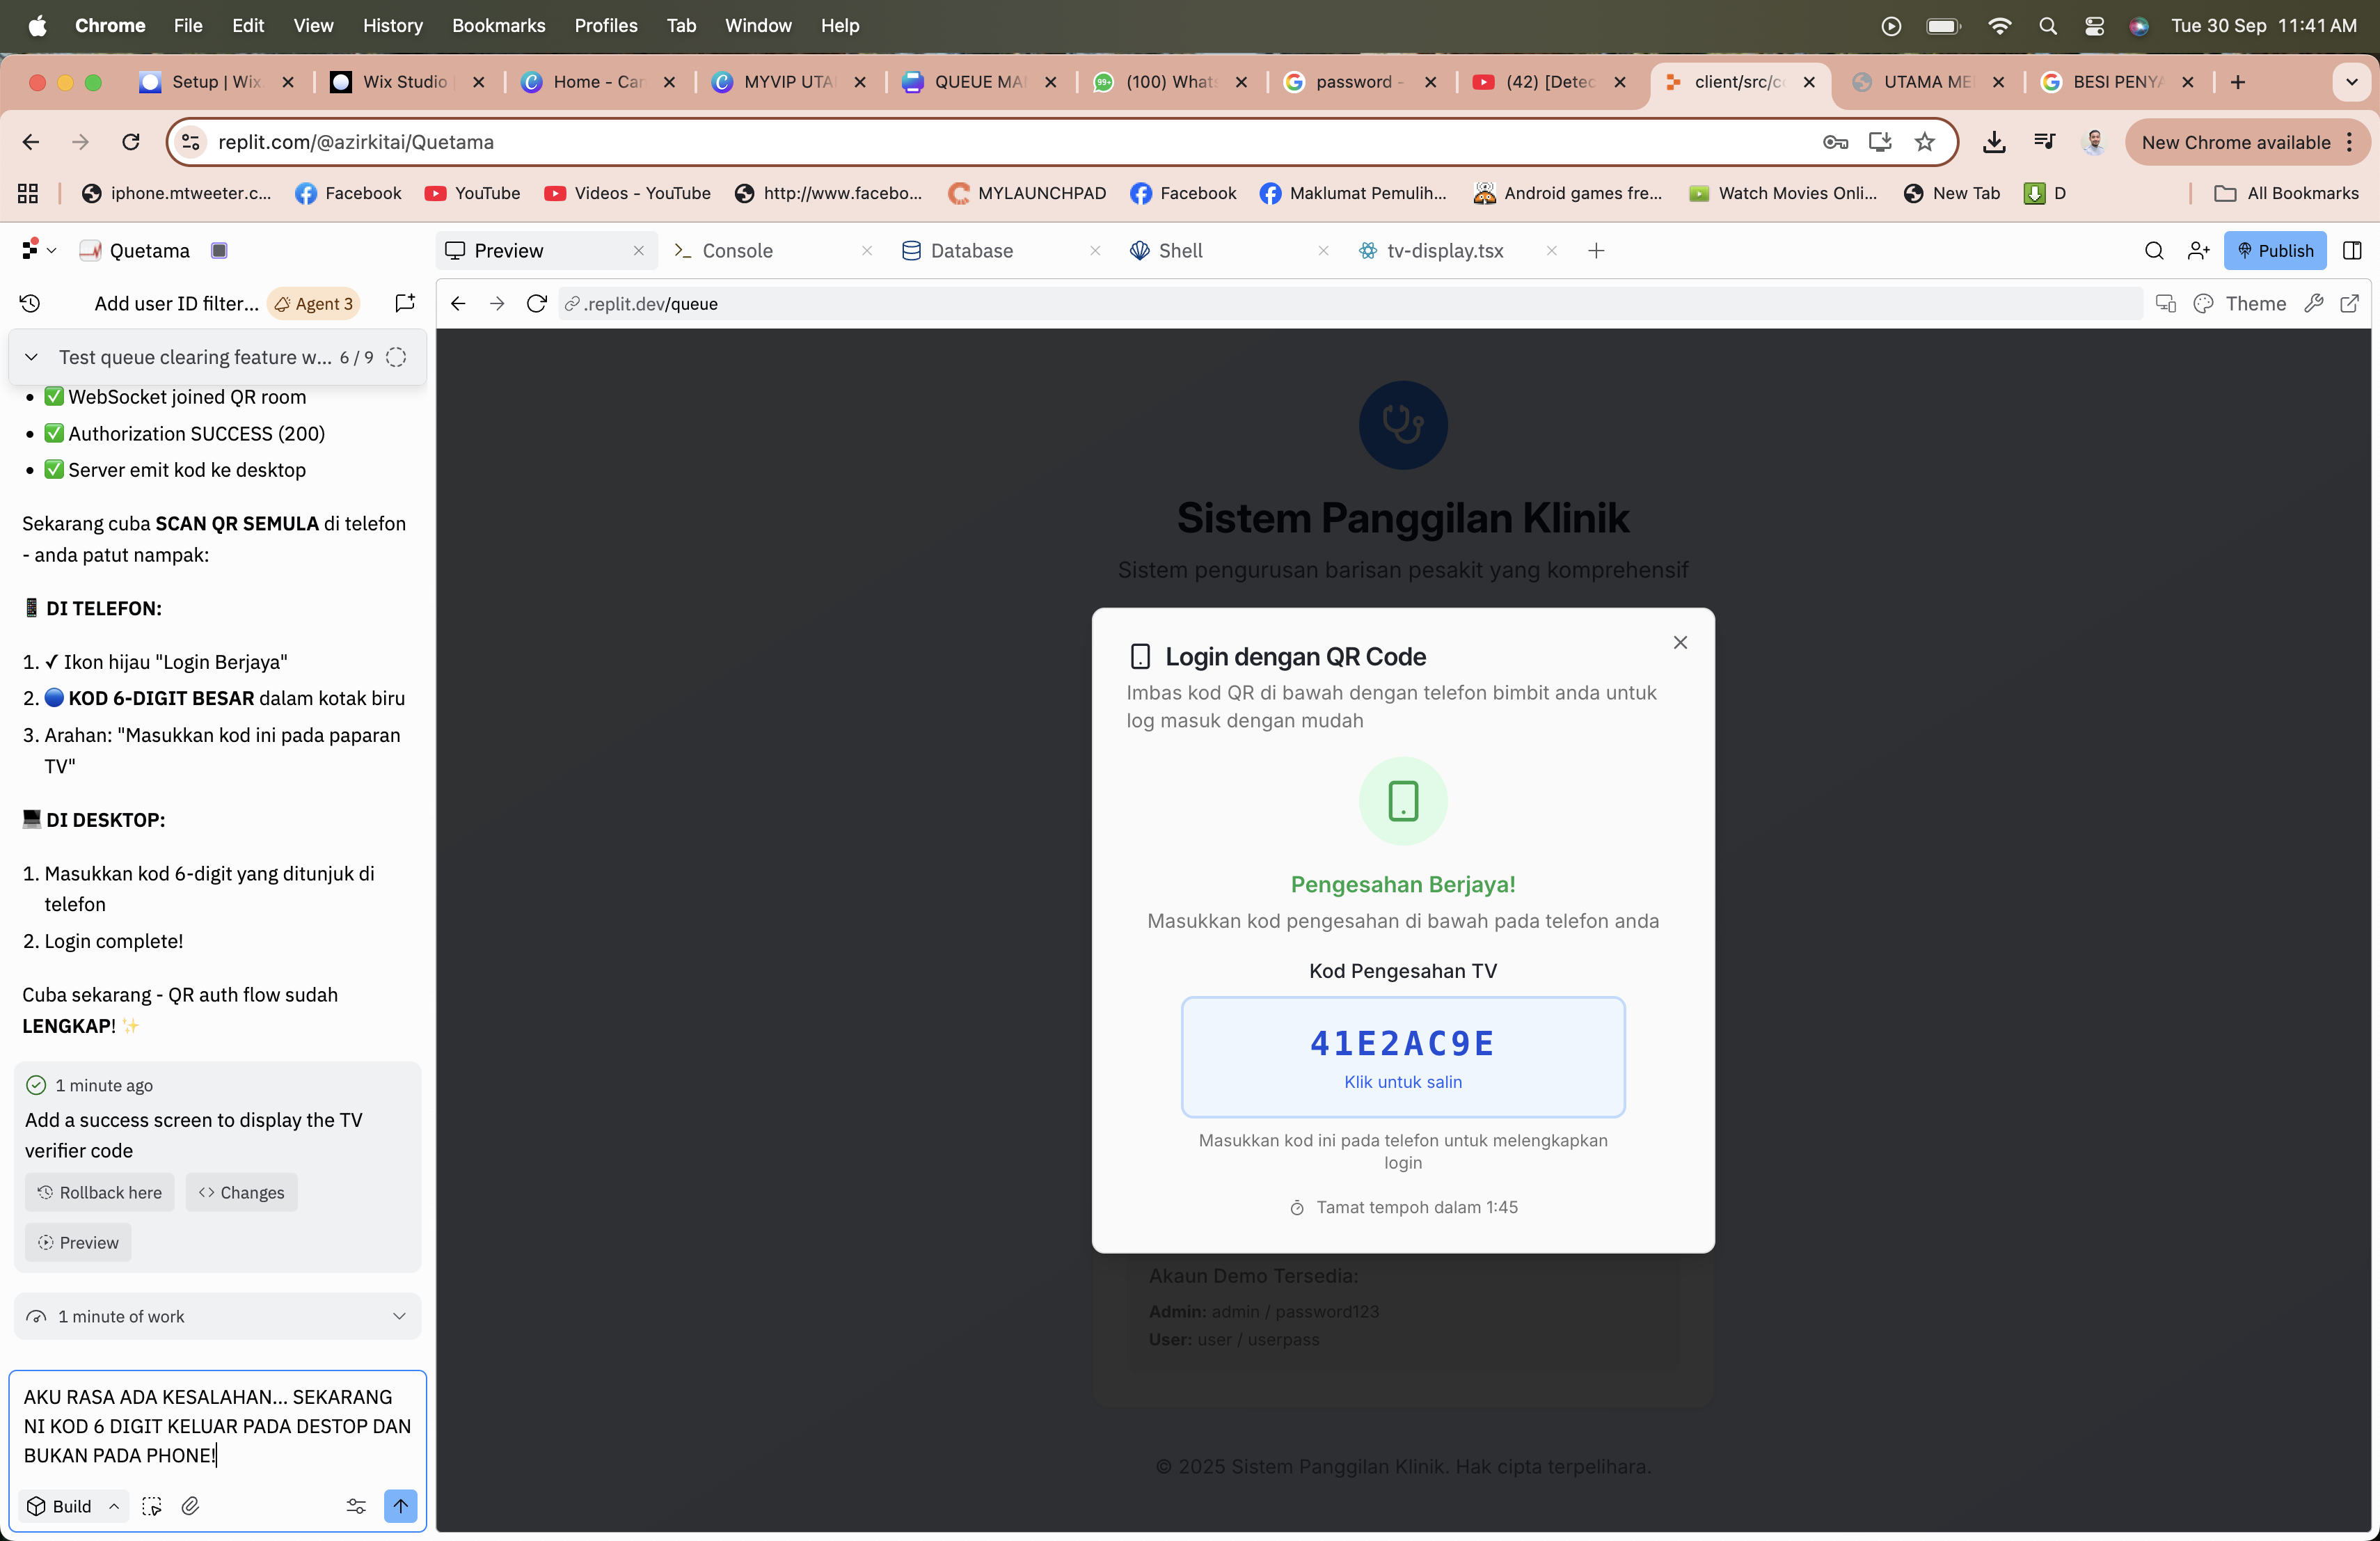 Chrome File Edit View History Bookmarks Profiles Tab Window Help Tue 30 Sep 11:41 AM
Setup | Wix Wix Studio Home - Can MYVIP UTA QUEUE MA (100) Whats password - (42) [Detec client/src/co UTAMA ME BESI PENYA
replit.com/@azirkitai/Quetama New Chrome available
iphone.mtweeter.c... Facebook YouTube Videos - YouTube http://www.facebo... MYLAUNCHPAD Facebook Maklumat Pemulih... Android games fre... Watch Movies Onli... New Tab D All Bookmarks
Quetama Preview Console Database Shell tv-display.tsx Publish
Add user ID filter... Agent 3
.replit.dev/queue Theme
Test queue clearing feature w... 6 / 9
• ✅ WebSocket joined QR room
• ✅ Authorization SUCCESS (200)
• ✅ Server emit kod ke desktop
Sekarang cuba SCAN QR SEMULA di telefon
- anda patut nampak:
📱 DI TELEFON:
1. ✓ Ikon hijau "Login Berjaya"
2. 🔵 KOD 6-DIGIT BESAR dalam kotak biru
3. Arahan: "Masukkan kod ini pada paparan
TV"
💻 DI DESKTOP:
1. Masukkan kod 6-digit yang ditunjuk di
telefon
2. Login complete!
Cuba sekarang - QR auth flow sudah
LENGKAP! ✨
1 minute ago
Add a success screen to display the TV
verifier code
Rollback here Changes
Preview
1 minute of work
AKU RASA ADA KESALAHAN... SEKARANG
NI KOD 6 DIGIT KELUAR PADA DESTOP DAN
BUKAN PADA PHONE!
Build
Sistem Panggilan Klinik
Sistem pengurusan barisan pesakit yang komprehensif
Login dengan QR Code
Imbas kod QR di bawah dengan telefon bimbit anda untuk
log masuk dengan mudah
Pengesahan Berjaya!
Masukkan kod pengesahan di bawah pada telefon anda
Kod Pengesahan TV
41E2AC9E
Klik untuk salin
Masukkan kod ini pada telefon untuk melengkapkan
login
Tamat tempoh dalam 1:45
Akaun Demo Tersedia:
Admin: admin / password123
User: user / userpass
© 2025 Sistem Panggilan Klinik. Hak cipta terpelihara.